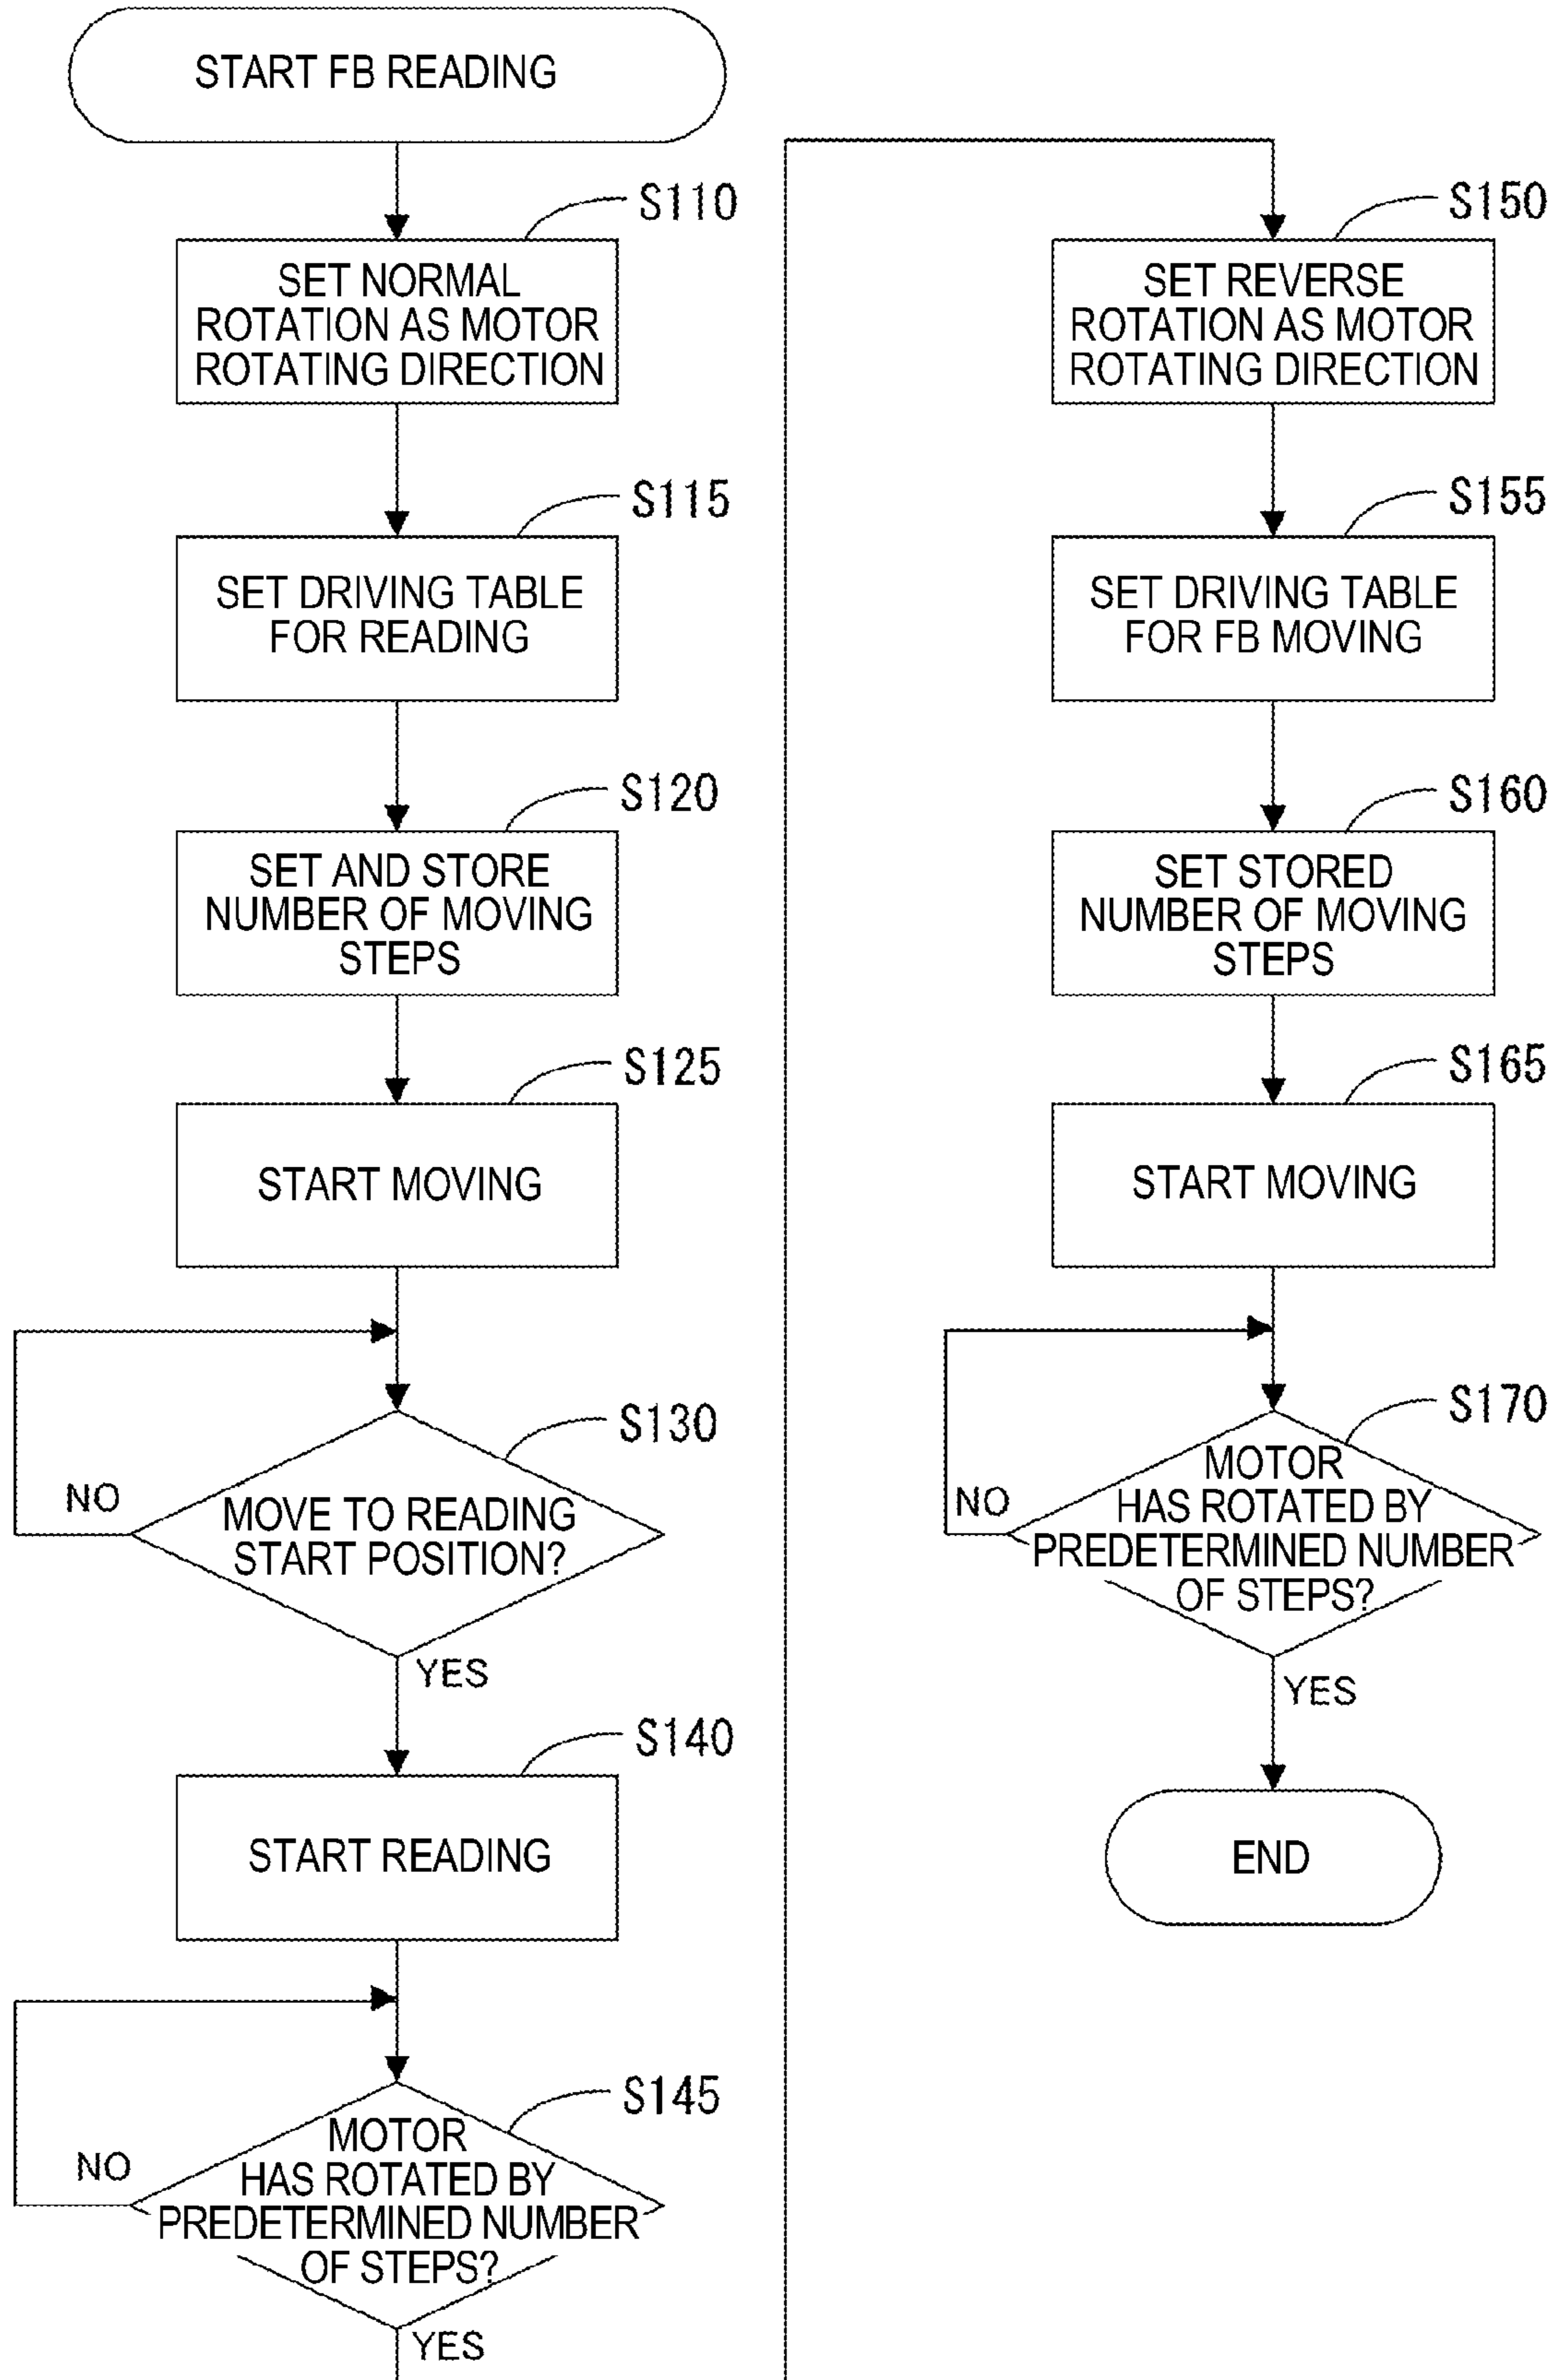 START FB READING
S110
SET NORMAL
ROTATION AS MOTOR
ROTATING DIRECTION
S115
SET DRIVING TABLE
FOR READING
S120
SET AND STORE
NUMBER OF MOVING
STEPS
S125
START MOVING
S130
NO
MOVE TO READING
START POSITION?
YES
S140
START READING
S145
NO
MOTOR
HAS ROTATED BY
PREDETERMINED NUMBER
OF STEPS?
YES
S150
SET REVERSE
ROTATION AS MOTOR
ROTATING DIRECTION
S155
SET DRIVING TABLE
FOR FB MOVING
S160
SET STORED
NUMBER OF MOVING
STEPS
S165
START MOVING
S170
NO
MOTOR
HAS ROTATED BY
PREDETERMINED NUMBER
OF STEPS?
YES
END